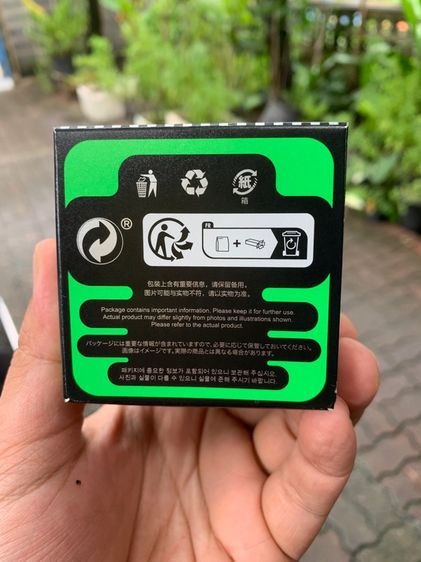 紙
箱
®
FR
+
包装上含有重要信息，请保留备用。
图片可能与实物不符，请以实物为准。
Package contains important information. Please keep it for further use.
Actual product may differ slightly from photos and illustrations shown.
Please refer to the actual product.
パッケージには重要な情報が含まれていますので、必要に応じて保管しておいてください。
画像はイメージです。実際の商品とは異なる場合があります。
패키지에 중요한 정보가 포함되어 있으니 보관해 주십시오.
사진과 실물이 다를 수 있으니 실물에 준해 주시기 바랍니다.